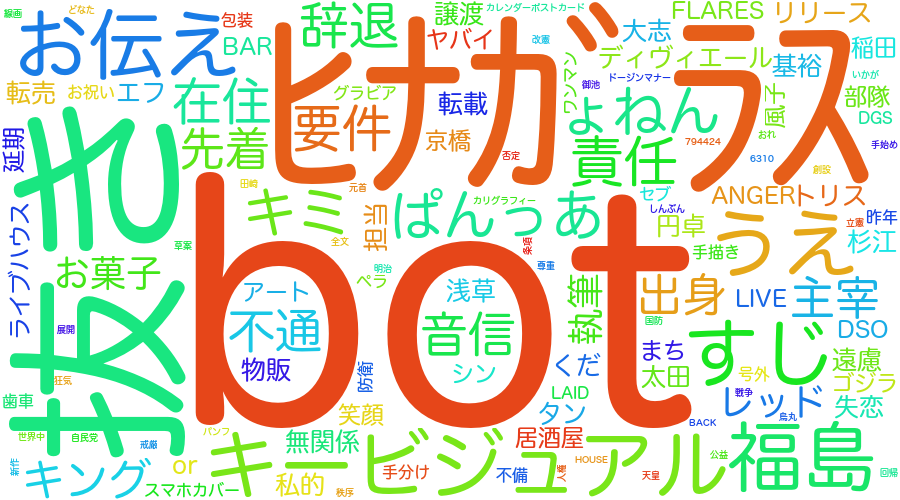 線画
どなた
包装
辞退
譲渡
カレンダーポストカード
FLARES
リリース
お伝え
BAR
ヤバイ
改憲
大志
ディヴィエール
稲田
転売
お祝い
エフ
グラビア
転載
ヒナガラス
ワンマン
御池
ドージンマナー
基裕
いかが
部隊
DGS
在住
要件
京橋
否定
ょねん
風子
おれ
手始め
延期
先着
責任
794424
6310
創設
抜き
田﨑
キミ
元首
カリグラフィー
ぱんっあ
セブ
ANGER
トリス
しんぶん
昨年
立憲
ライブハウス
草案
全文
担当
円卓
うえ
杉江
お菓子
条項
手描き
アート
ペラ
明治
浅草
尊重
執筆
出身
LIVE
主宰
展開
不通
bot
音信
国防
DSO
物販
防衛
シン
くだ
まち
太田
すじ
号外
遠慮
ゴジラ
狂気
LAID
戦争
レッド
失恋
歯車
笑顔
タン
BACK
烏丸
世界中
自民党
戒厳
パンフ
無関係
居酒屋
キービジュアル
福島
キング
or
手分け
不備
人権
HOUSE
天皇
公益
回帰
スマホカバー
私的
秩序